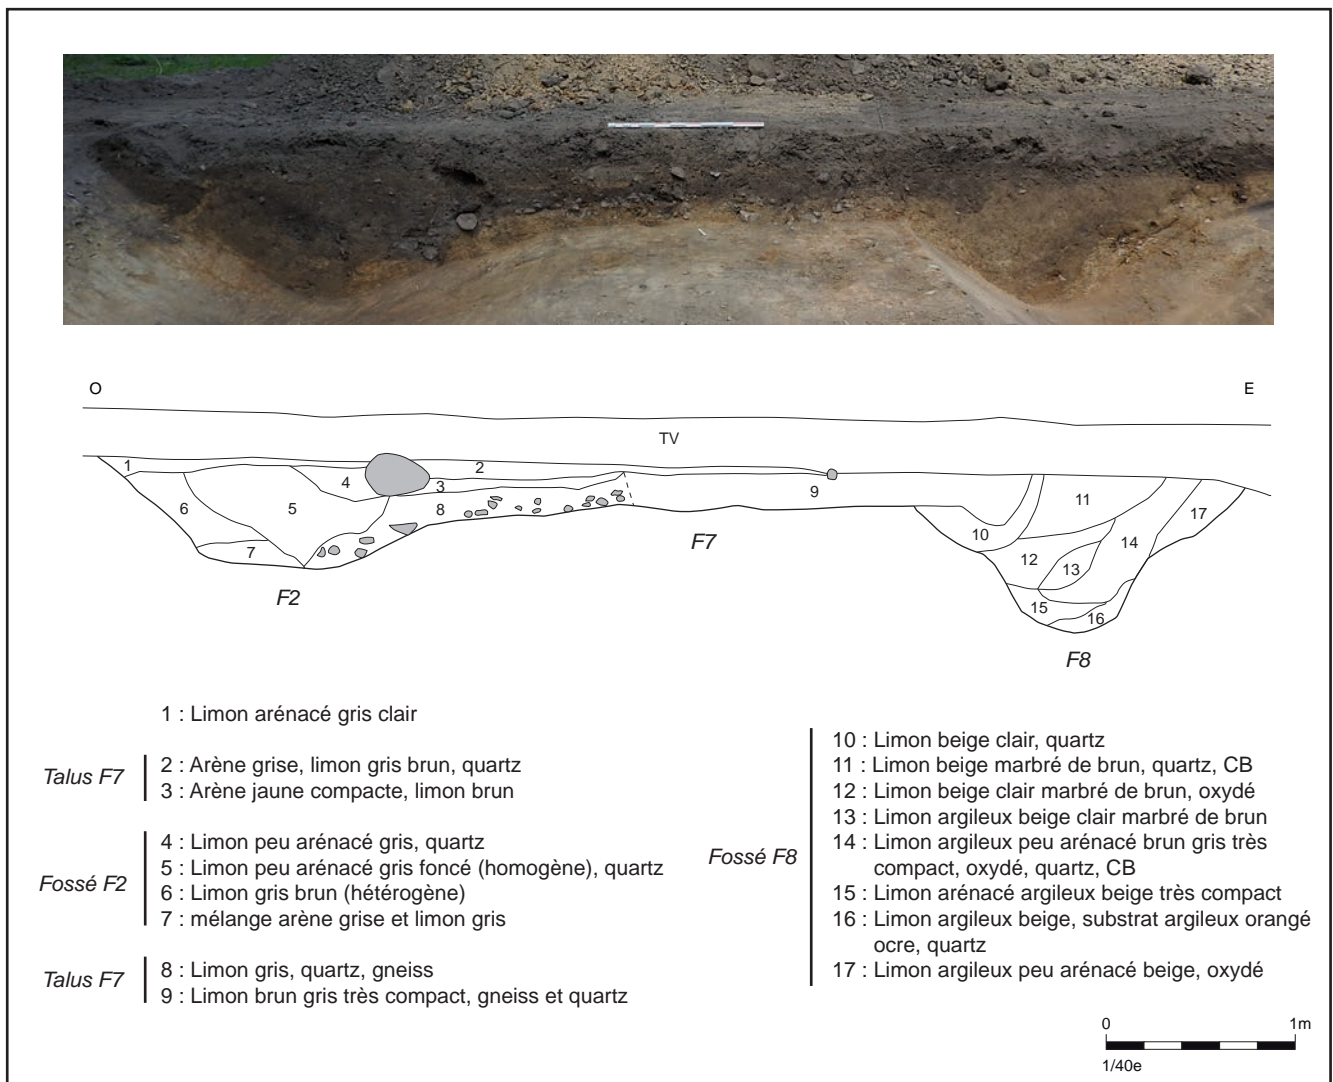 O
E
TV
1
2
3
4
5
6
7
8
9
10
11
12
13
14
15
16
17
F2
F7
F8
1 : Limon arénacé gris clair
Talus F7
2 : Arène grise, limon gris brun, quartz
3 : Arène jaune compacte, limon brun
Fossé F2
4 : Limon peu arénacé gris, quartz
5 : Limon peu arénacé gris foncé (homogène), quartz
6 : Limon gris brun (hétérogène)
7 : mélange arène grise et limon gris
Talus F7
8 : Limon gris, quartz, gneiss
9 : Limon brun gris très compact, gneiss et quartz
Fossé F8
10 : Limon beige clair, quartz
11 : Limon beige marbré de brun, quartz, CB
12 : Limon beige clair marbré de brun, oxydé
13 : Limon argileux beige clair marbré de brun
14 : Limon argileux peu arénacé brun gris très
compact, oxydé, quartz, CB
15 : Limon arénacé argileux beige très compact
16 : Limon argileux beige, substrat argileux orangé
ocre, quartz
17 : Limon argileux peu arénacé beige, oxydé
0
1m
1/40e